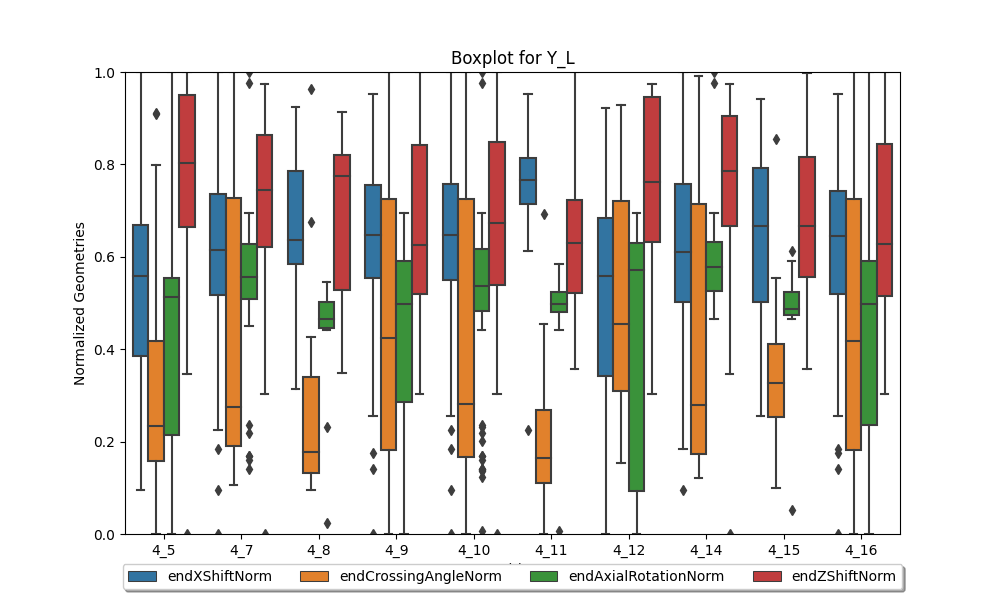 Boxplot for Y_L
Normalized Geometries
1.0
0.8
0.6
0.4
0.2
0.0
4_5 4_7 4_8 4_9 4_10 4_11 4_12 4_14 4_15 4_16
endXShiftNorm endCrossingAngleNorm endAxialRotationNorm endZShiftNorm